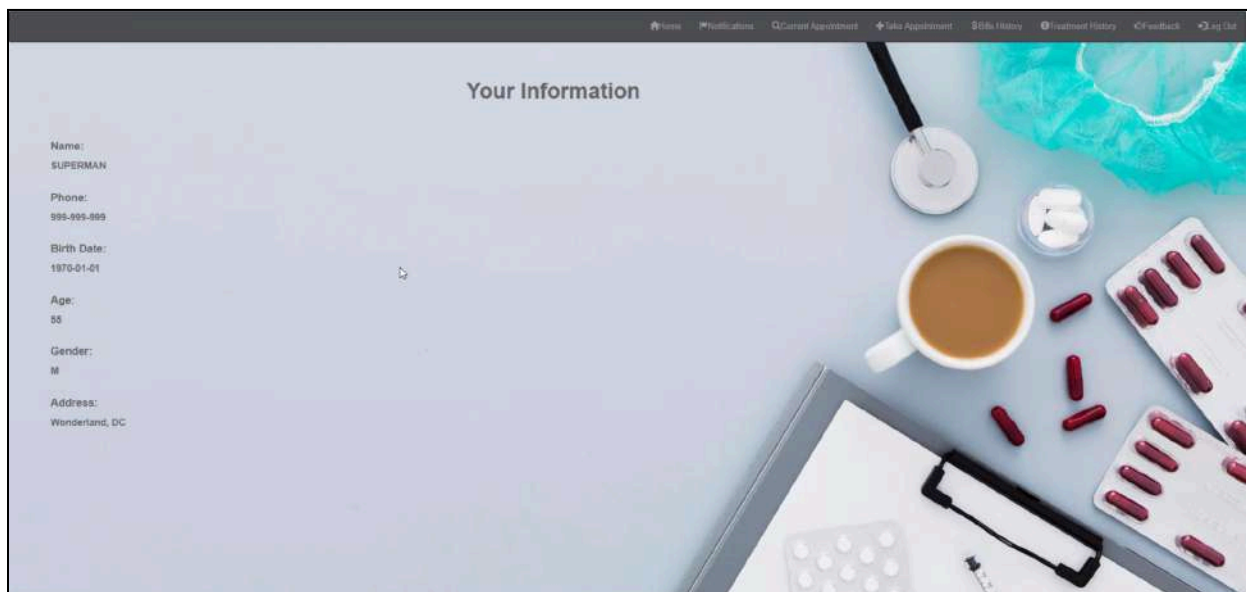 Home Notifications Current Appointment Take Appointment Bills History Treatment History Feedback Log Out
Your Information
Name:
SUPERMAN
Phone:
999-999-999
Birth Date:
1970-01-01
Age:
55
Gender:
M
Address:
Wonderland, DC